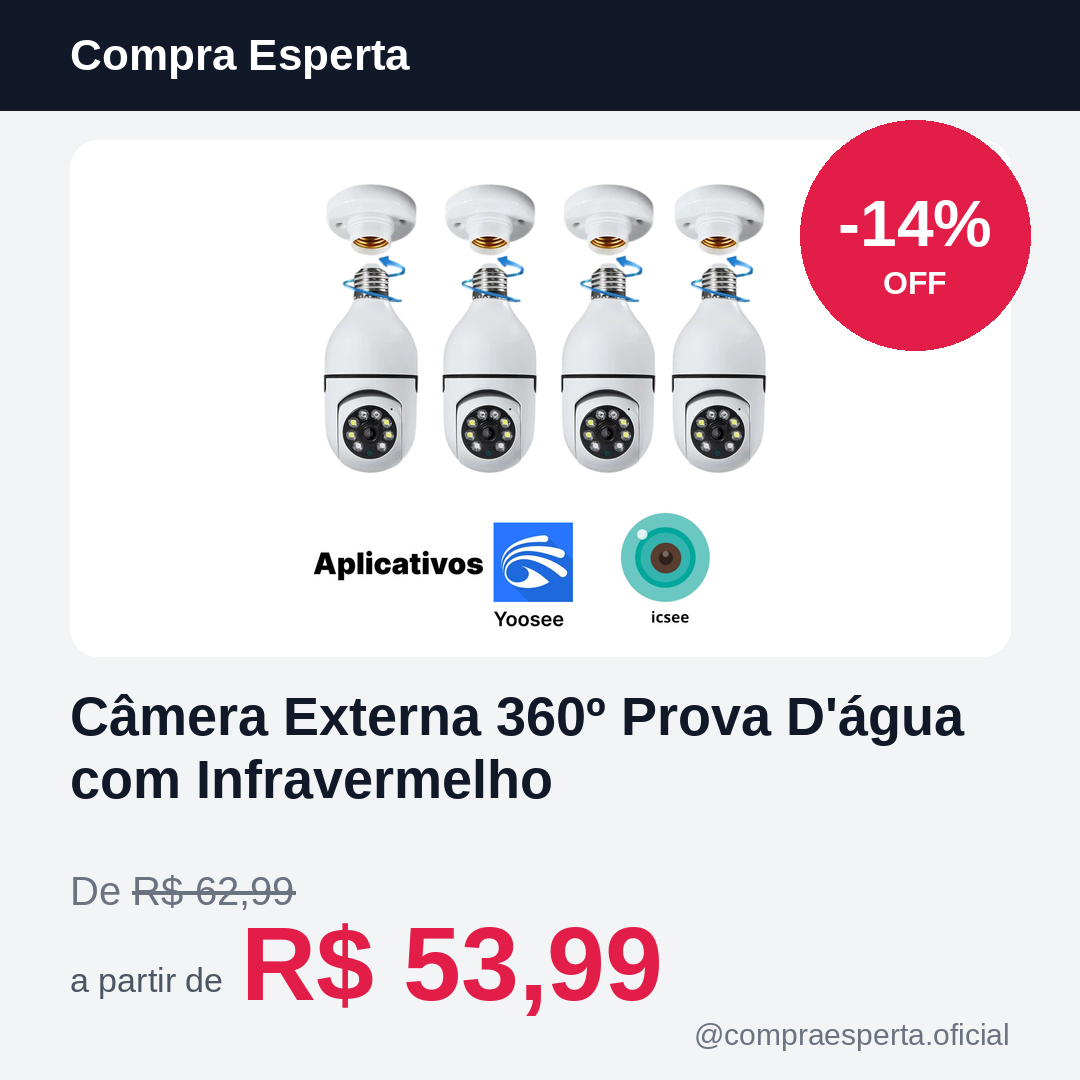 Compra Esperta
-14%
OFF
Aplicativos
Yoosee
icsee
Câmera Externa 360º Prova D'água
com Infravermelho
De R$ 62,99
a partir de R$ 53,99
@compraesperta.oficial